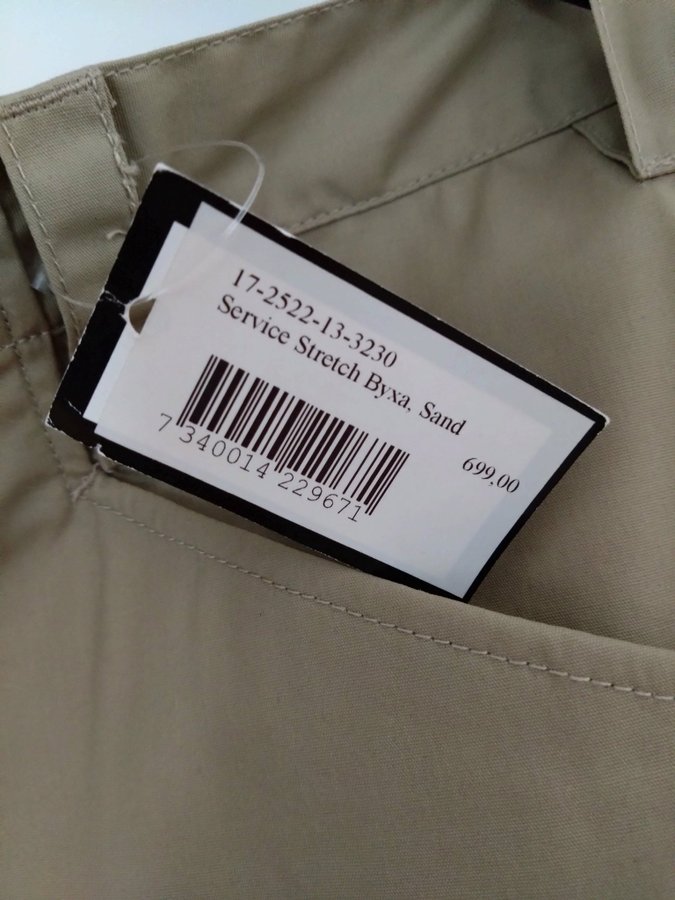 17-2522-13-3230
Service Stretch Byxa, Sand
699,00
7 340014 229671